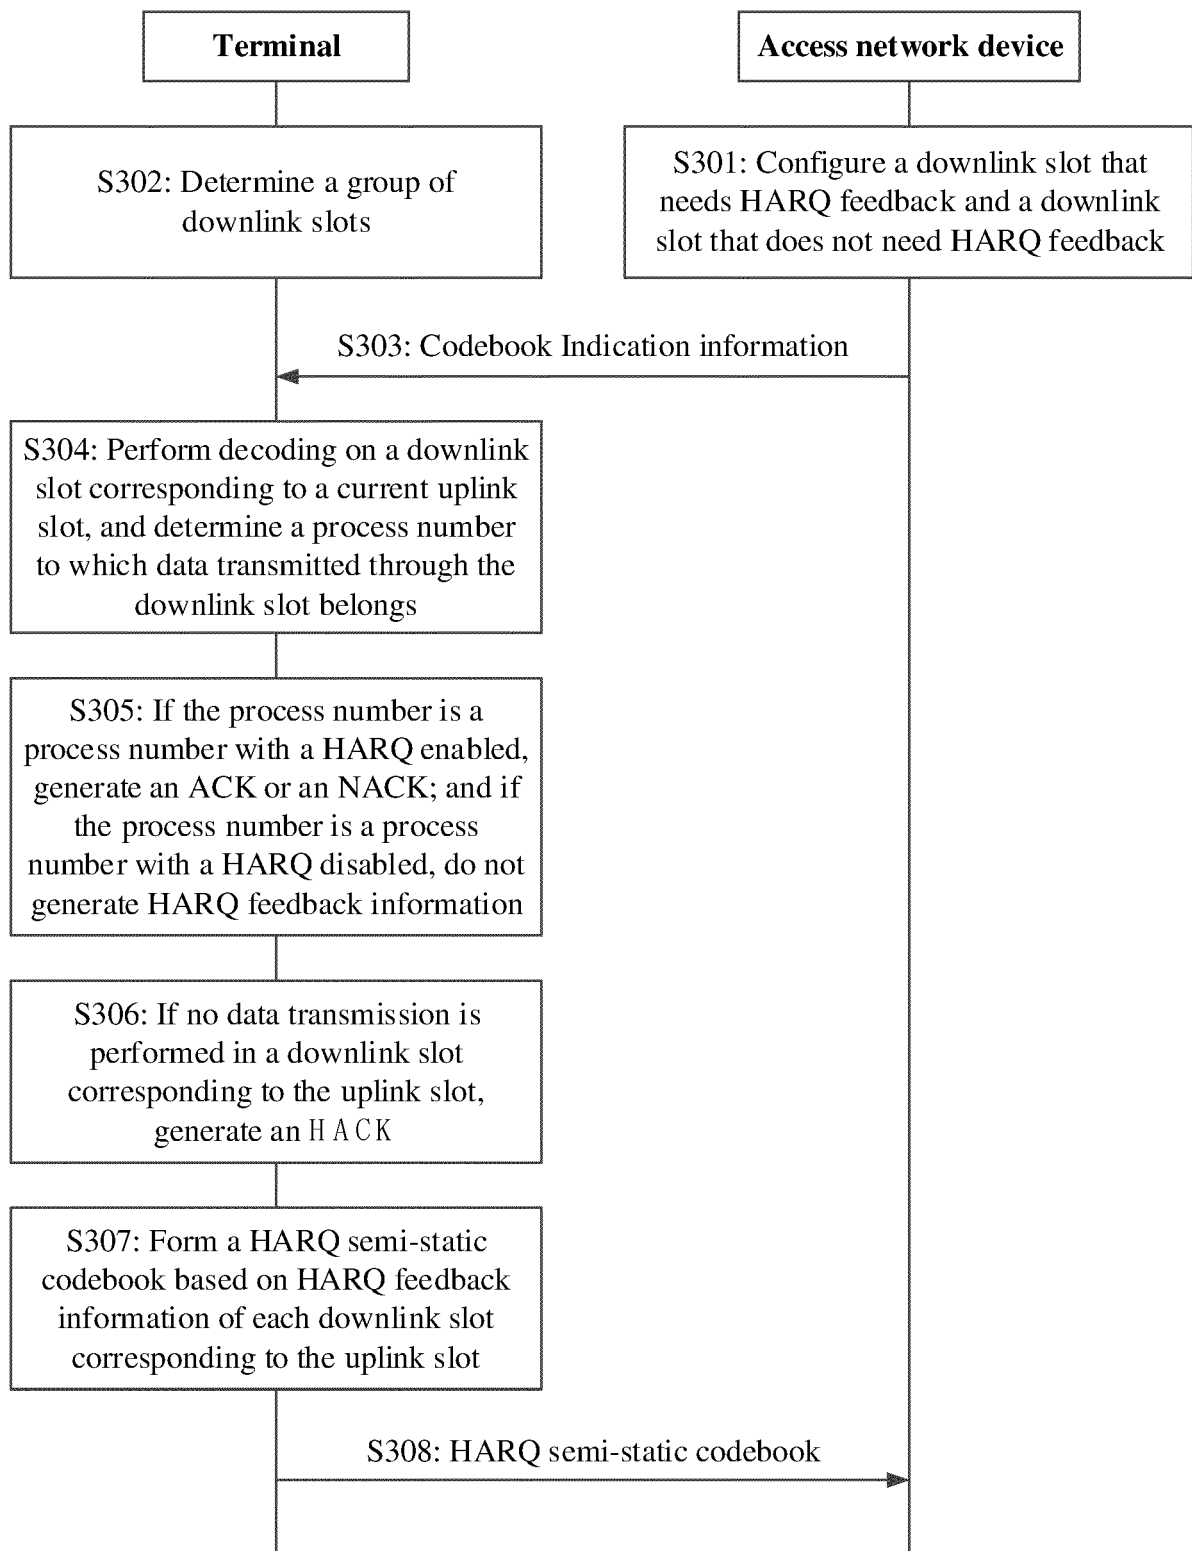 Terminal
Access network device
S302: Determine a group of
downlink slots
S301: Configure a downlink slot that
needs HARQ feedback and a downlink
slot that does not need HARQ feedback
S303: Codebook Indication information
S304: Perform decoding on a downlink
slot corresponding to a current uplink
slot, and determine a process number
to which data transmitted through the
downlink slot belongs
S305: If the process number is a
process number with a HARQ enabled,
generate an ACK or an NACK; and if
the process number is a process
number with a HARQ disabled, do not
generate HARQ feedback information
S306: If no data transmission is
performed in a downlink slot
corresponding to the uplink slot,
generate an HACK
S307: Form a HARQ semi-static
codebook based on HARQ feedback
information of each downlink slot
corresponding to the uplink slot
S308: HARQ semi-static codebook